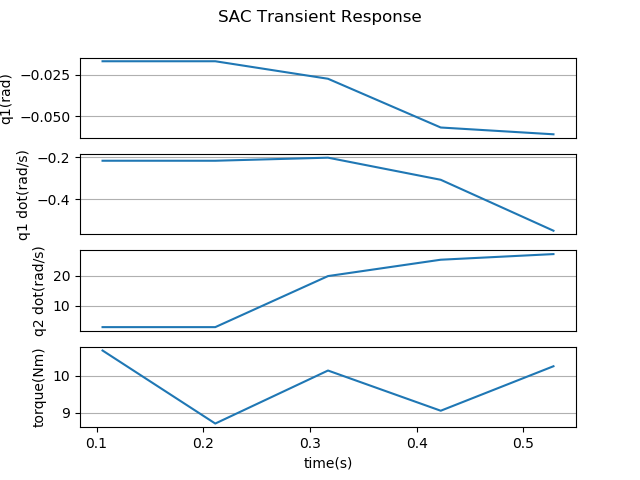 SAC Transient Response
q1(rad)
−0.025
−0.050
q1 dot(rad/s)
−0.2
−0.4
q2 dot(rad/s)
20
10
torque(Nm)
10
9
0.1 0.2 0.3 0.4 0.5
time(s)